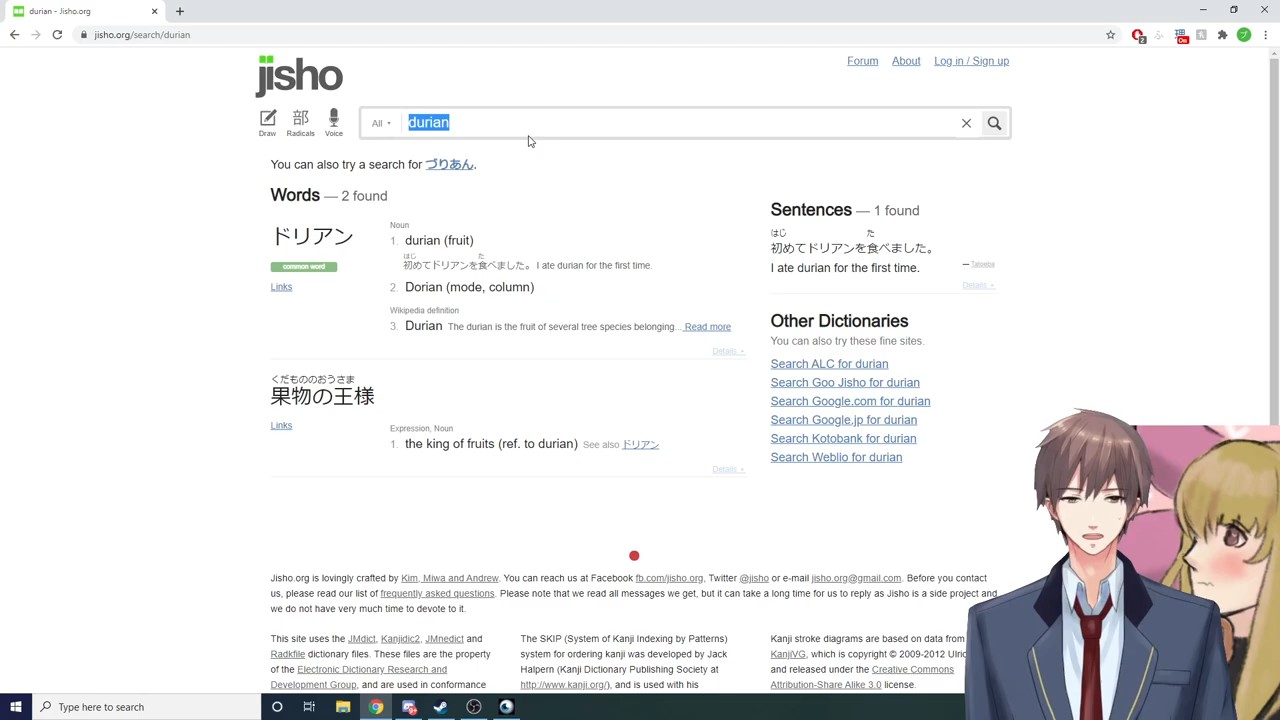 durian - Jisho.org
jisho.org/search/durian
jisho
Forum About Log in / Sign up
Draw Radicals Voice
All durian
You can also try a search for づりあん.
Words — 2 found
ドリアン
common word
Links
Noun
1. durian (fruit)
はじ た
初めてドリアンを食べました。 I ate durian for the first time.
2. Dorian (mode, column)
Wikipedia definition
3. Durian The durian is the fruit of several tree species belonging... Read more
Details
くだもののおうさま
果物の王様
Links
Expression, Noun
1. the king of fruits (ref. to durian) See also ドリアン
Details
Sentences — 1 found
はじ た
初めてドリアンを食べました。
I ate durian for the first time.
— Tatoeba
Details
Other Dictionaries
You can also try these fine sites.
Search ALC for durian
Search Goo Jisho for durian
Search Google.com for durian
Search Google.jp for durian
Search Kotobank for durian
Search Weblio for durian
Jisho.org is lovingly crafted by Kim, Miwa and Andrew. You can reach us at Facebook fb.com/jisho.org, Twitter @jisho or e-mail jisho.org@gmail.com. Before you contact
us, please read our list of frequently asked questions. Please note that we read all messages we get, but it can take a long time for us to reply as Jisho is a side project and
we do not have very much time to devote to it.
This site uses the JMdict, Kanjidic2, JMnedict and
Radkfile dictionary files. These files are the property
of the Electronic Dictionary Research and
Development Group, and are used in conformance
The SKIP (System of Kanji Indexing by Patterns)
system for ordering kanji was developed by Jack
Halpern (Kanji Dictionary Publishing Society at
http://www.kanji.org/), and is used with his
Kanji stroke diagrams are based on data from
KanjiVG, which is copyright © 2009-2012 Ulric
and released under the Creative Commons
Attribution-Share Alike 3.0 license.
Type here to search